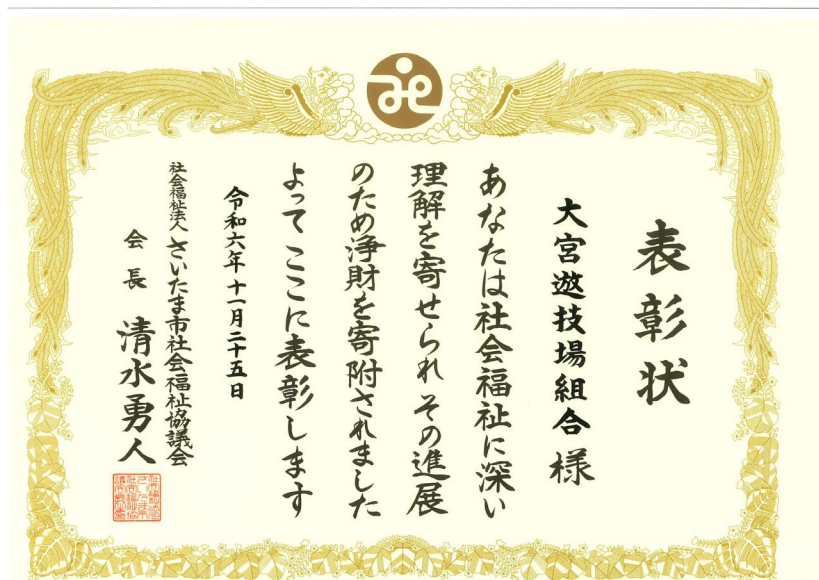 表彰状
大宮遊技場組合 様
あなたは社会福祉に深い
理解を寄せられ その進展
のため浄財を寄附されました
よって ここに表彰します
令和六年十一月二十五日
社会福祉法人 さいたま市社会福祉協議会
会長 清水勇人